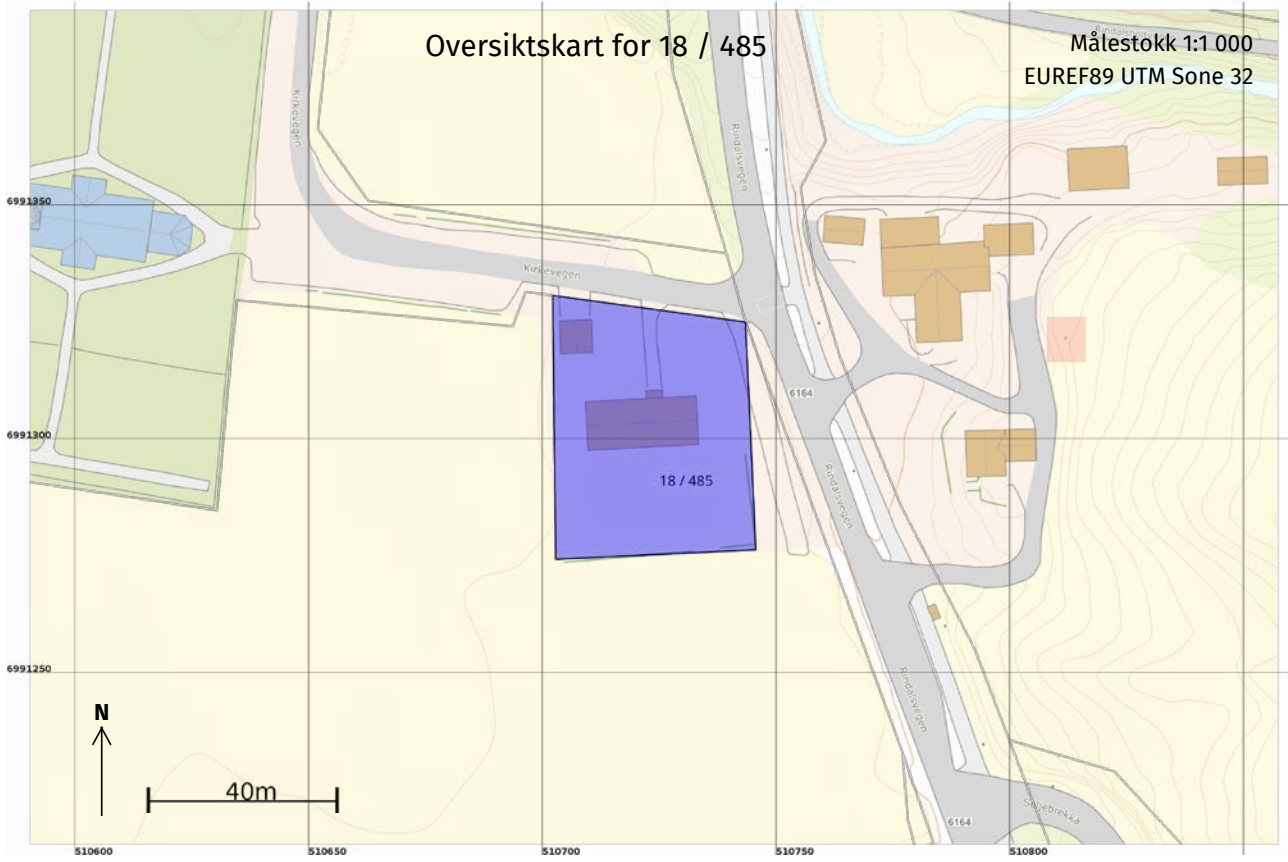 Oversiktskart for 18 / 485
Målestokk 1:1 000
EUREF89 UTM Sone 32
Kirkevegen
Rindalsvegen
6991350
Kirkevegen
6164
6991300
18 / 485
Rindalsvegen
6991250
Rindalsvegen
N
40m
Seljebrekka
6164
510600
510650
510700
510750
510800